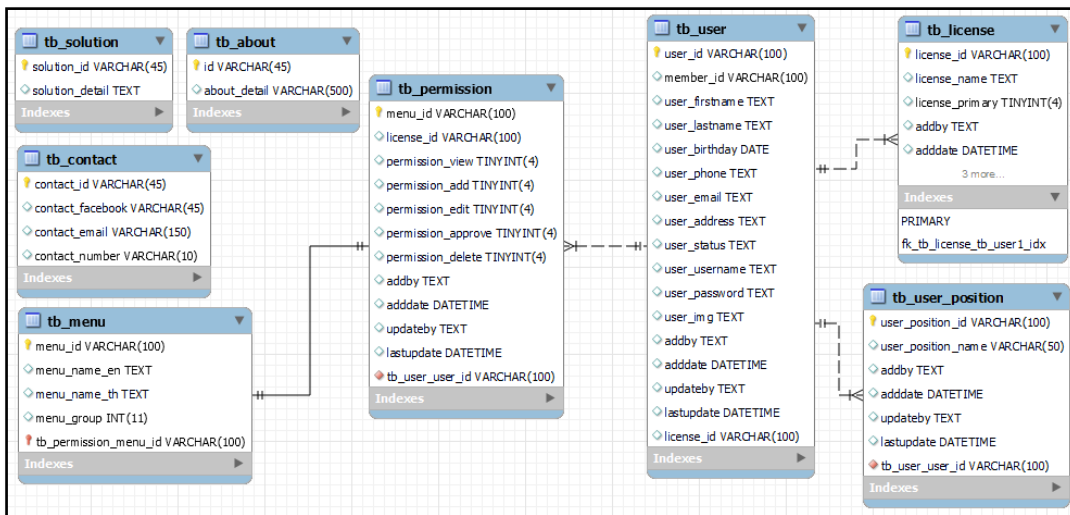 tb_solution
solution_id VARCHAR(45)
solution_detail TEXT
Indexes
tb_about
id VARCHAR(45)
about_detail VARCHAR(500)
Indexes
tb_contact
contact_id VARCHAR(45)
contact_facebook VARCHAR(45)
contact_email VARCHAR(150)
contact_number VARCHAR(10)
Indexes
tb_menu
menu_id VARCHAR(100)
menu_name_en TEXT
menu_name_th TEXT
menu_group INT(11)
tb_permission_menu_id VARCHAR(100)
Indexes
tb_permission
menu_id VARCHAR(100)
license_id VARCHAR(100)
permission_view TINYINT(4)
permission_add TINYINT(4)
permission_edit TINYINT(4)
permission_approve TINYINT(4)
permission_delete TINYINT(4)
addby TEXT
adddate DATETIME
updateby TEXT
lastupdate DATETIME
tb_user_user_id VARCHAR(100)
Indexes
tb_user
user_id VARCHAR(100)
member_id VARCHAR(100)
user_firstname TEXT
user_lastname TEXT
user_birthday DATE
user_phone TEXT
user_email TEXT
user_address TEXT
user_status TEXT
user_username TEXT
user_password TEXT
user_img TEXT
addby TEXT
adddate DATETIME
updateby TEXT
lastupdate DATETIME
license_id VARCHAR(100)
Indexes
tb_license
license_id VARCHAR(100)
license_name TEXT
license_primary TINYINT(4)
addby TEXT
adddate DATETIME
3 more...
Indexes
PRIMARY
fk_tb_license_tb_user1_idx
tb_user_position
user_position_id VARCHAR(100)
user_position_name VARCHAR(50)
addby TEXT
adddate DATETIME
updateby TEXT
lastupdate DATETIME
tb_user_user_id VARCHAR(100)
Indexes